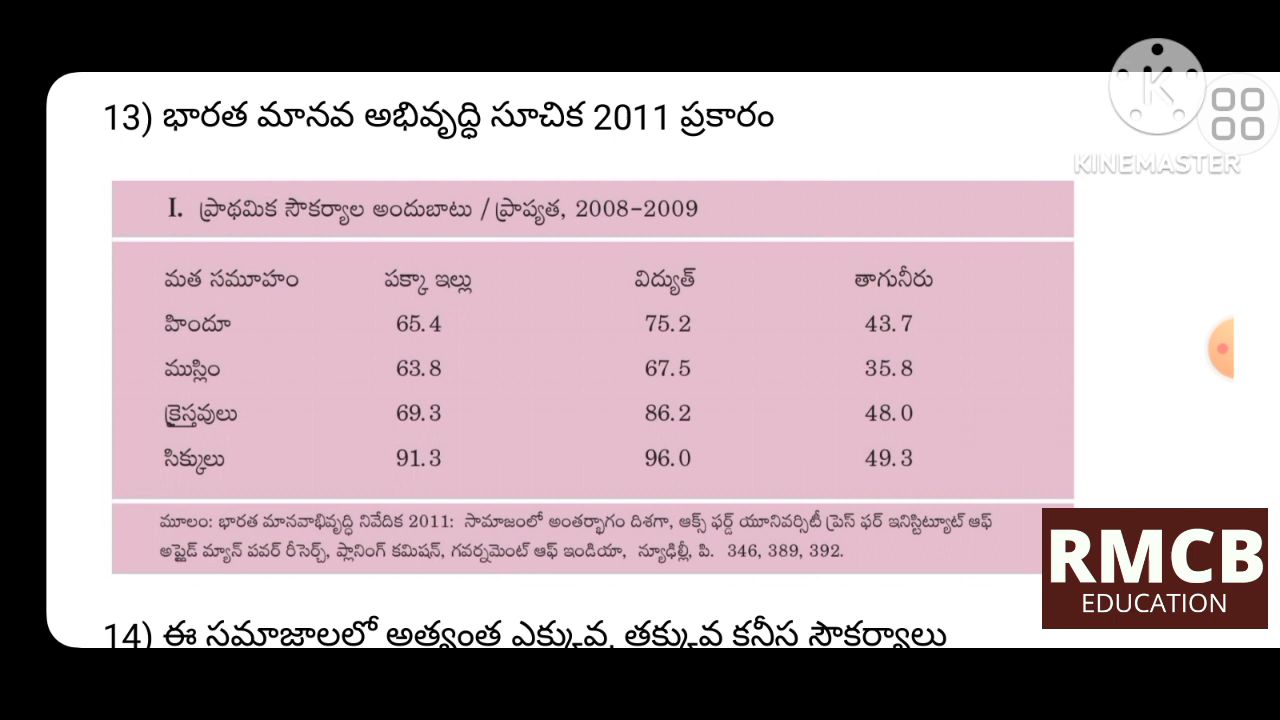 13) భారత మానవ అభివృద్ధి సూచిక 2011 ప్రకారం
KINEMASTER
I. ప్రాథమిక సౌకర్యాల అందుబాటు / ప్రాప్యత, 2008-2009
మత సమూహం పక్కా ఇల్లు విద్యుత్ తాగునీరు
హిందూ 65.4 75.2 43.7
ముస్లిం 63.8 67.5 35.8
క్రైస్తవులు 69.3 86.2 48.0
సిక్కులు 91.3 96.0 49.3
మూలం: భారత మానవాభివృద్ధి నివేదిక 2011: సామాజంలో అంతర్భాగం దిశగా, ఆక్స్ ఫర్డ్ యూనివర్సిటీ ప్రెస్ ఫర్ ఇనిస్టిట్యూట్ ఆఫ్
అప్లైడ్ మ్యాన్ పవర్ రీసెర్చ్, ప్లానింగ్ కమిషన్, గవర్నమెంట్ ఆఫ్ ఇండియా, న్యూఢిల్లీ, పి. 346, 389, 392.
RMCB
EDUCATION
14) ఈ సమాజాలలో అత్యంత ఎక్కువ, తక్కువ కనీస సౌకర్యాలు